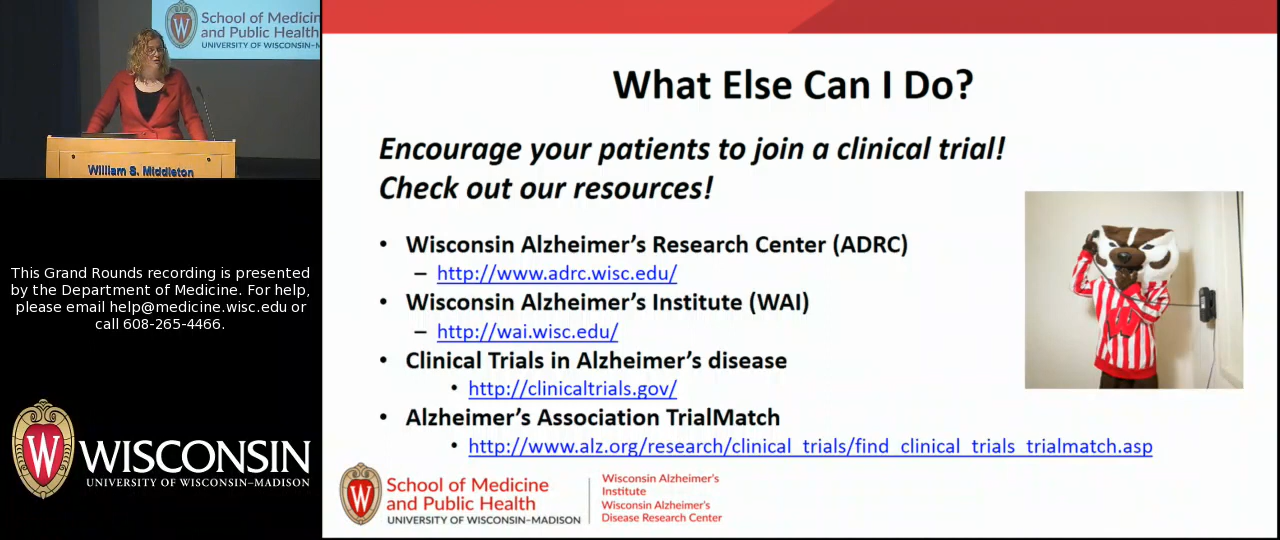 School of Medicin
and Public Health
UNIVERSITY OF WISCONSIN–M
William S. Middleton
This Grand Rounds recording is presented
by the Department of Medicine. For help,
please email help@medicine.wisc.edu or
call 608-265-4466.
W
WISCONSIN
UNIVERSITY OF WISCONSIN–MADISON
What Else Can I Do?
Encourage your patients to join a clinical trial!
Check out our resources!
• Wisconsin Alzheimer's Research Center (ADRC)
– http://www.adrc.wisc.edu/
• Wisconsin Alzheimer's Institute (WAI)
– http://wai.wisc.edu/
• Clinical Trials in Alzheimer's disease
• http://clinicaltrials.gov/
• Alzheimer's Association TrialMatch
• http://www.alz.org/research/clinical_trials/find_clinical_trials_trialmatch.asp
W
W
School of Medicine
and Public Health
UNIVERSITY OF WISCONSIN–MADISON
Wisconsin Alzheimer's
Institute
Wisconsin Alzheimer's
Disease Research Center